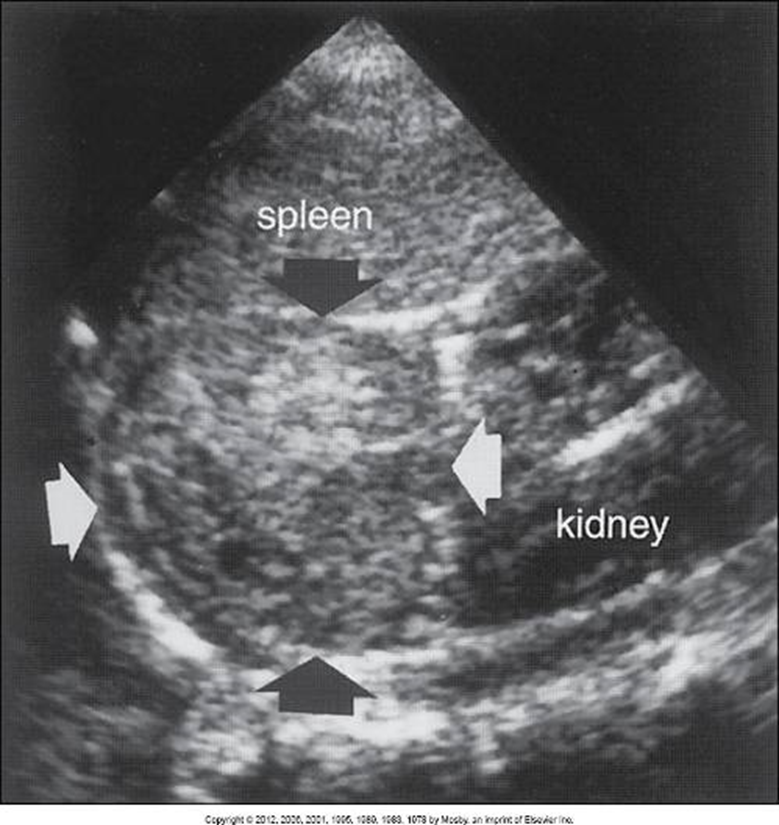 spleen
kidney
Copyright © 2012, 2006, 2001, 1995, 1989, 1983, 1978 by Mosby, an imprint of Elsevier Inc.